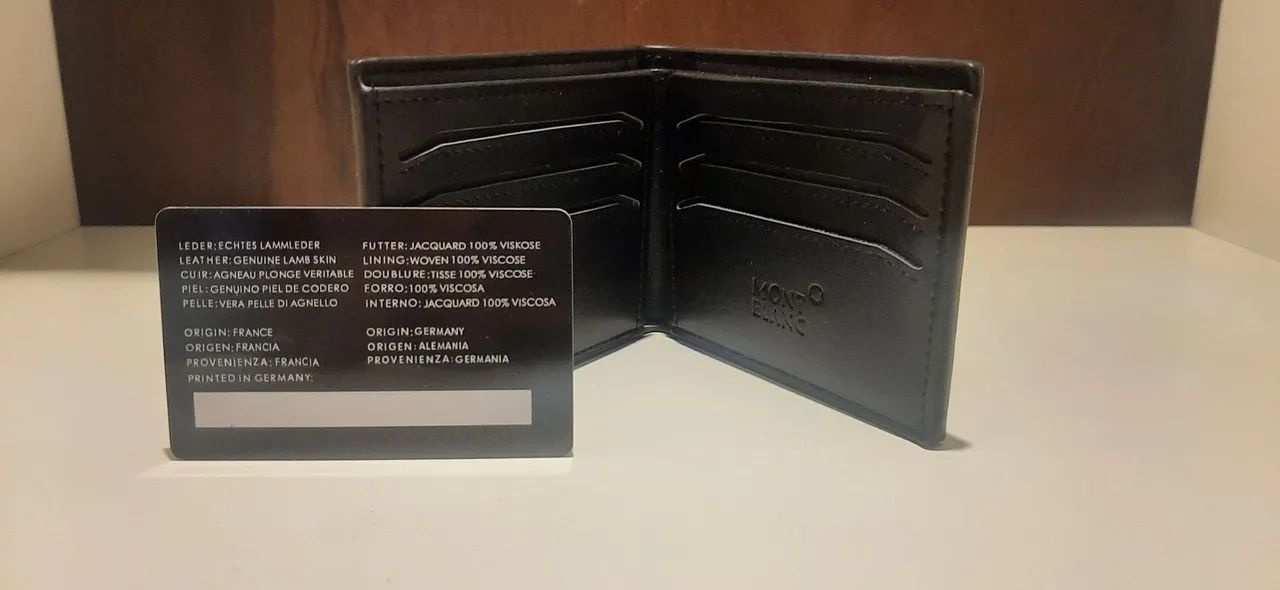 LEDER: ECHTES LAMMLEDER
LEATHER: GENUINE LAMB SKIN
CUIR: AGNEAU PLONGE VERITABLE
PIEL: GENUINO PIEL DE CODERO
PELLE: VERA PELLE DI AGNELLO
FUTTER: JACQUARD 100% VISKOSE
LINING: WOVEN 100% VISCOSE
DOUBLURE: TISSE 100% VISCOSE
FORRO: 100% VISCOSA
INTERNO: JACQUARD 100% VISCOSA
ORIGIN: FRANCE
ORIGEN: FRANCIA
PROVENIENZA: FRANCIA
PRINTED IN GERMANY:
ORIGIN: GERMANY
ORIGEN: ALEMANIA
PROVENIENZA: GERMANIA
MONT
BLANC